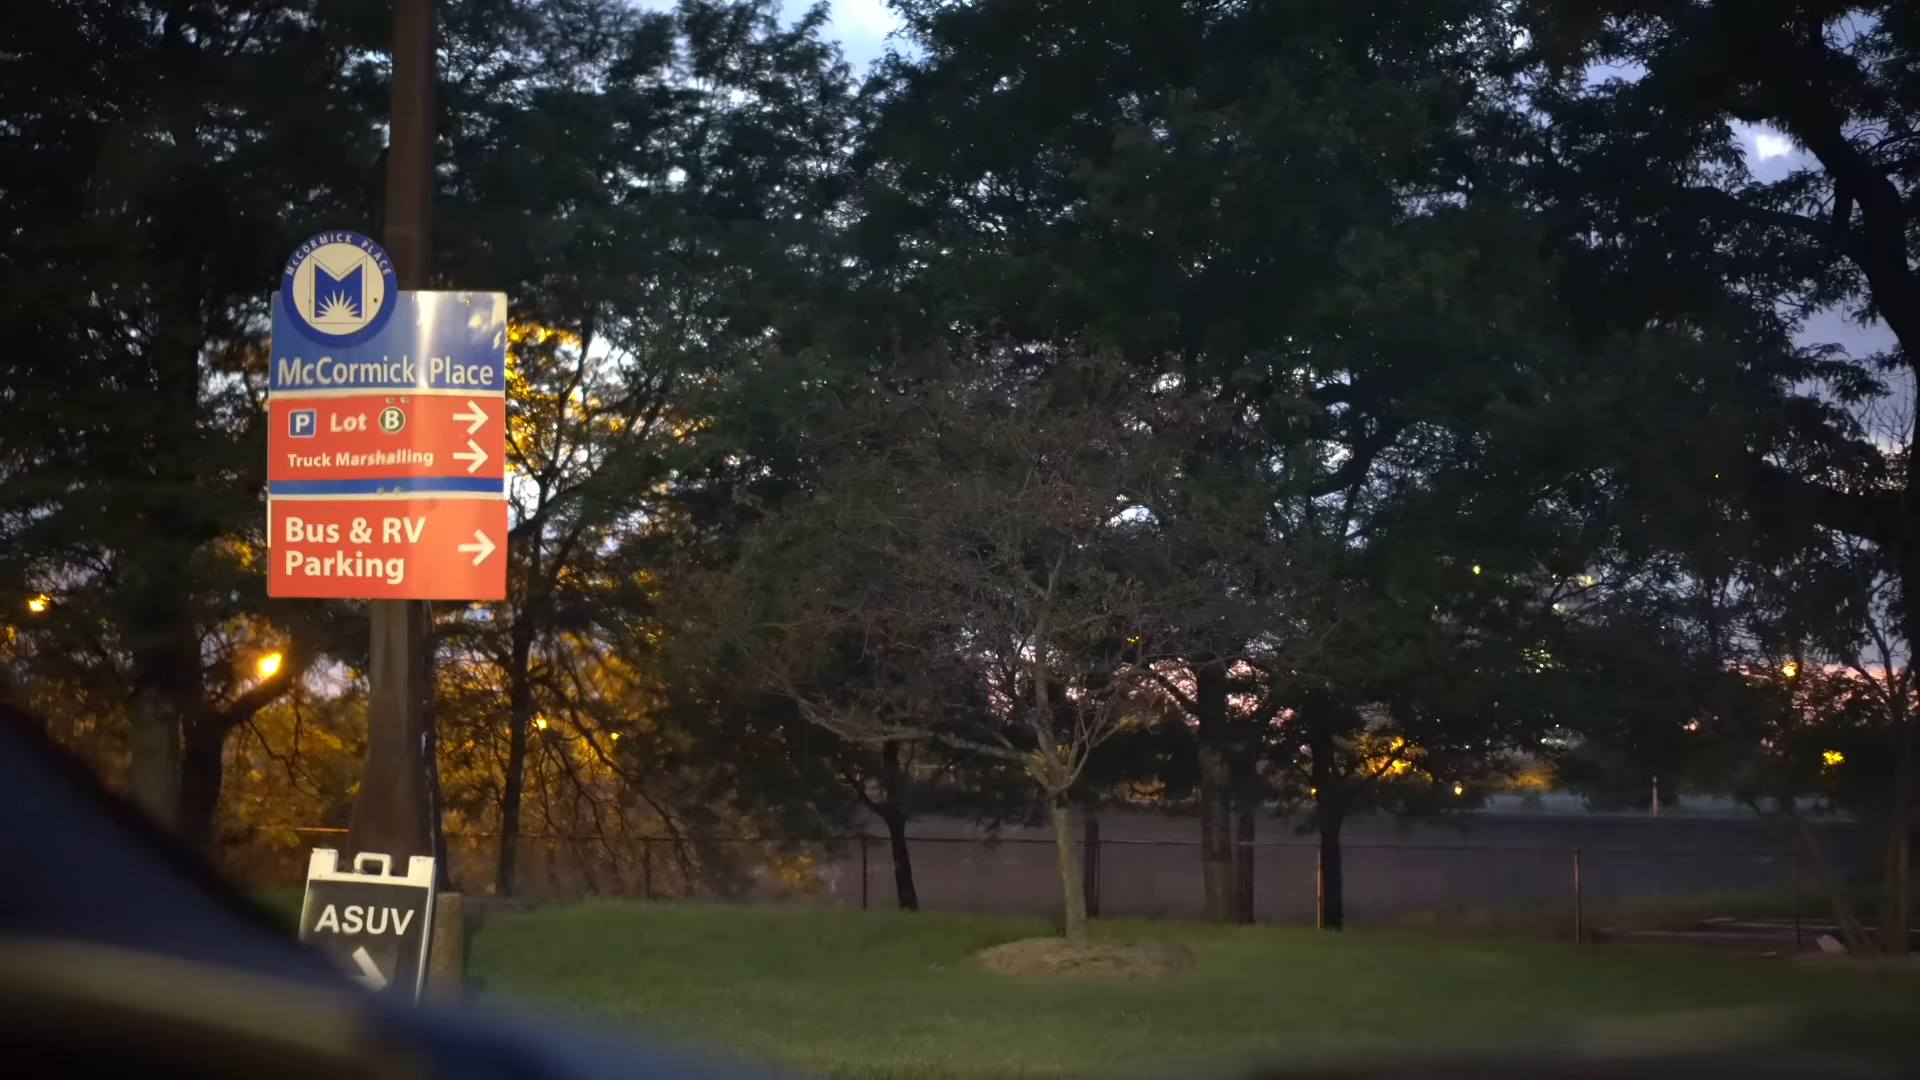 McCORMICK PLACE
M
McCormick Place
P Lot B →
Truck Marshalling →
Bus & RV →
Parking
ASUV